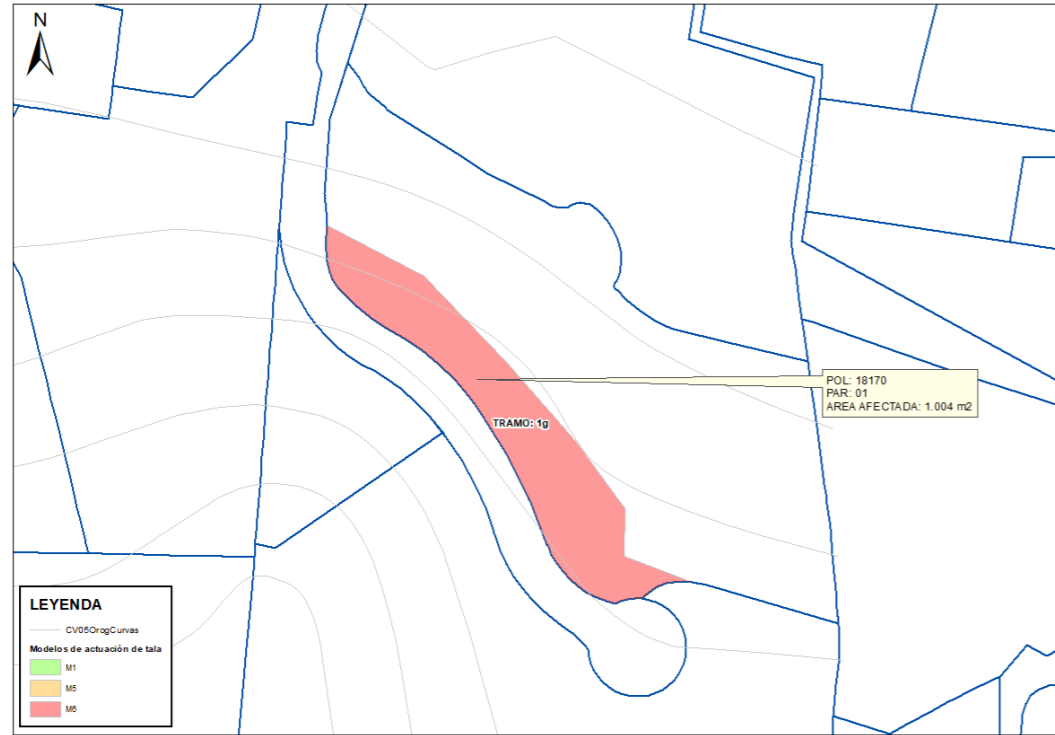 N
POL: 18170
PAR: 01
AREA AFECTADA: 1.004 m2
TRAMO: 1g
LEYENDA
CV05OrogCurvas
Modelos de actuación de tala
M1
M5
M6